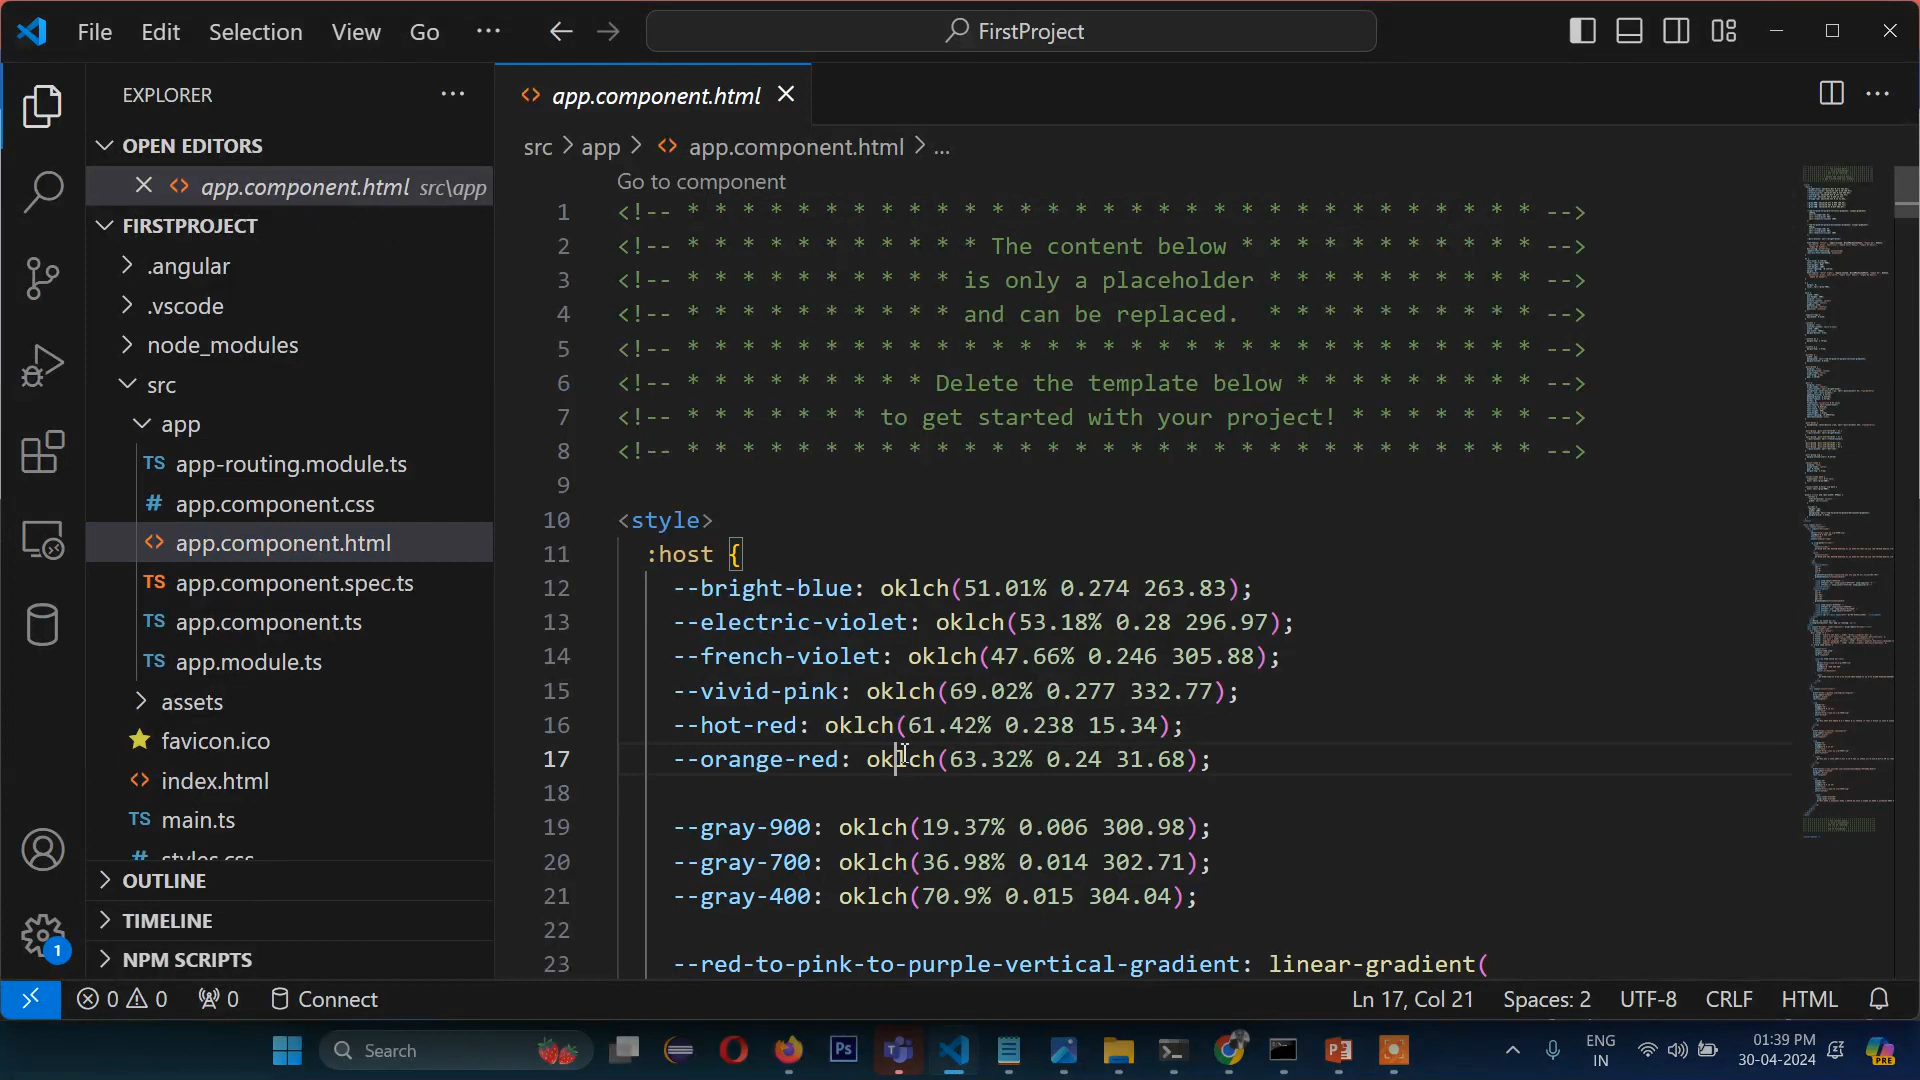 File Edit Selection View Go ... FirstProject
EXPLORER ...
OPEN EDITORS
app.component.html src\app
FIRSTPROJECT
.angular
.vscode
node_modules
src
app
TS app-routing.module.ts
# app.component.css
<> app.component.html
TS app.component.spec.ts
TS app.component.ts
TS app.module.ts
assets
favicon.ico
index.html
TS main.ts
# styles.css
OUTLINE
TIMELINE
NPM SCRIPTS
1
<> app.component.html
...
src > app > <> app.component.html > ...
Go to component
1 <!-- * * * * * * * * * * * * * * * * * * * * * * * * * * * * * * * -->
2 <!-- * * * * * * * * * * * The content below * * * * * * * * * * * -->
3 <!-- * * * * * * * * * * is only a placeholder * * * * * * * * * * -->
4 <!-- * * * * * * * * * * and can be replaced.  * * * * * * * * * * -->
5 <!-- * * * * * * * * * * * * * * * * * * * * * * * * * * * * * * * -->
6 <!-- * * * * * * * * * Delete the template below * * * * * * * * * -->
7 <!-- * * * * * * * to get started with your project! * * * * * * * -->
8 <!-- * * * * * * * * * * * * * * * * * * * * * * * * * * * * * * * -->
9
10 <style>
11 :host {
12 --bright-blue: oklch(51.01% 0.274 263.83);
13 --electric-violet: oklch(53.18% 0.28 296.97);
14 --french-violet: oklch(47.66% 0.246 305.88);
15 --vivid-pink: oklch(69.02% 0.277 332.77);
16 --hot-red: oklch(61.42% 0.238 15.34);
17 --orange-red: oklch(63.32% 0.24 31.68);
18
19 --gray-900: oklch(19.37% 0.006 300.98);
20 --gray-700: oklch(36.98% 0.014 302.71);
21 --gray-400: oklch(70.9% 0.015 304.04);
22
23 --red-to-pink-to-purple-vertical-gradient: linear-gradient(
0 0 0 Connect Ln 17, Col 21 Spaces: 2 UTF-8 CRLF HTML
Search Ps ENG
IN 01:39 PM
30-04-2024 PRE